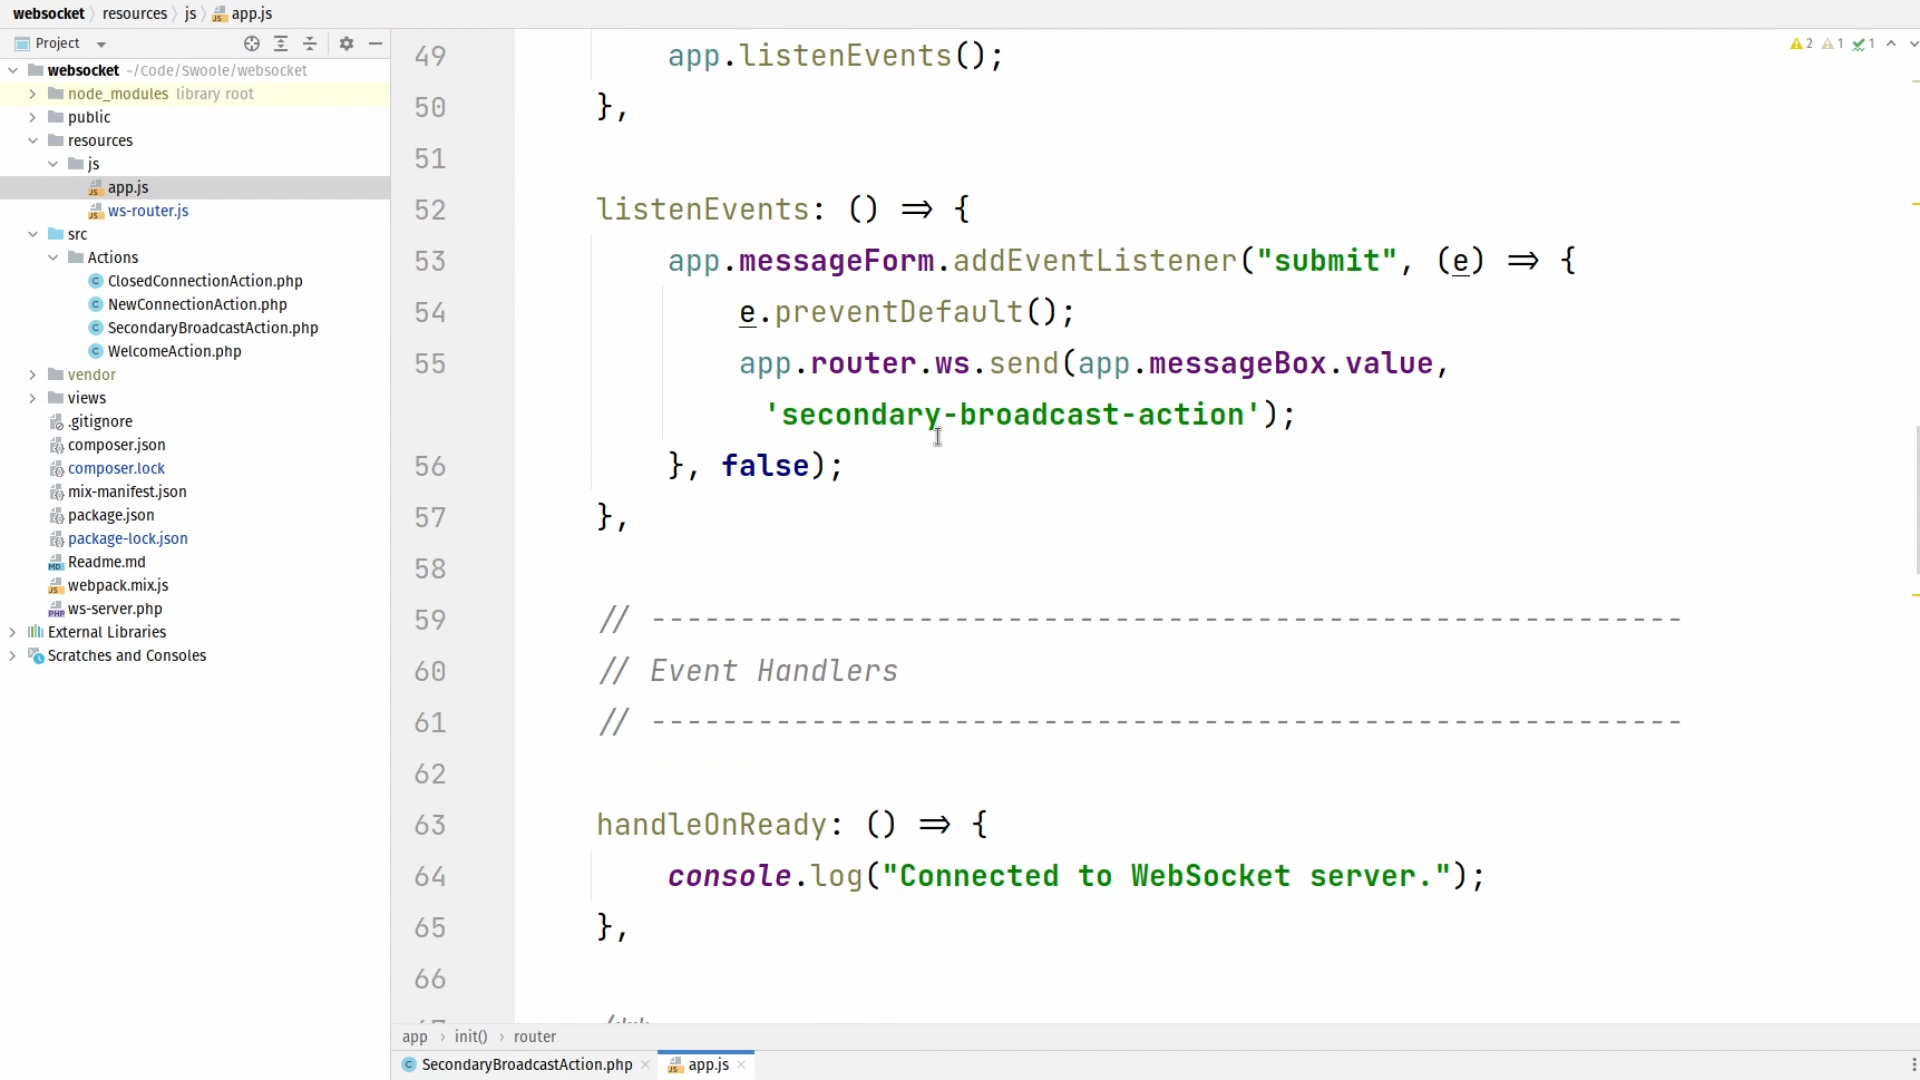 websocket resources js app.js
Project
websocket ~/Code/Swoole/websocket
node_modules library root
public
resources
js
app.js
ws-router.js
src
Actions
ClosedConnectionAction.php
NewConnectionAction.php
SecondaryBroadcastAction.php
WelcomeAction.php
vendor
views
.gitignore
composer.json
composer.lock
mix-manifest.json
package.json
package-lock.json
Readme.md
webpack.mix.js
ws-server.php
External Libraries
Scratches and Consoles
2 1 1
49 app.listenEvents();
50 },
51
52 listenEvents: () => {
53 app.messageForm.addEventListener("submit", (e) => {
54 e.preventDefault();
55 app.router.ws.send(app.messageBox.value,
'secondary-broadcast-action');
56 }, false);
57 },
58
59 // ----------------------------------------------------------
60 // Event Handlers
61 // ----------------------------------------------------------
62
63 handleOnReady: () => {
64 console.log("Connected to WebSocket server.");
65 },
66
app init() router
SecondaryBroadcastAction.php app.js